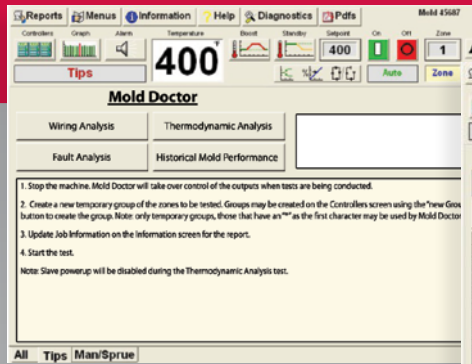 Reports Menus Information Help Diagnostics Pdfs Mold 45687
Controllers Graph Alarm Temperature Boost Standby Setpoint On Off Zone
400° 400 1
Tips Auto Zone
Mold Doctor
Wiring Analysis Thermodynamic Analysis
Fault Analysis Historical Mold Performance
1. Stop the machine. Mold Doctor will take over control of the outputs when tests are being conducted.
2. Create a new temporary group of the zones to be tested. Groups may be created on the Controllers screen using the "new Grou
button to create the group. Note: only temporary groups, those that have an "*" as the first character may be used by Mold Doctor
3. Update Job Information on the Information screen for the report.
4. Start the test.
Note: Slave powerup will be disabled during the Thermodynamic Analysis test.
All Tips Man/Sprue